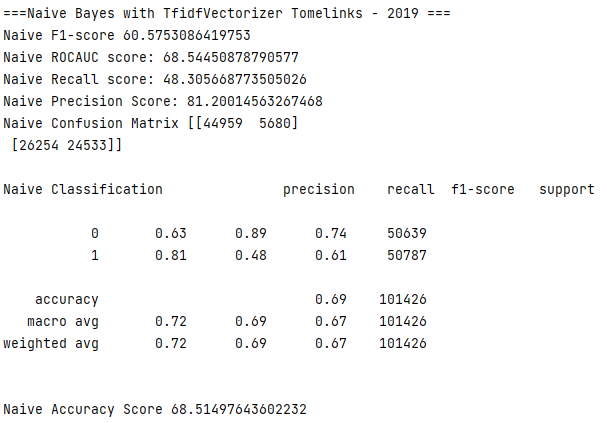 ===Naive Bayes with TfidfVectorizer Tomelinks - 2019 ===
Naive F1-score 60.5753086419753
Naive ROCAUC score: 68.54450878790577
Naive Recall score: 48.305668773505026
Naive Precision Score: 81.20014563267468
Naive Confusion Matrix [[44959  5680]
 [26254 24533]]
Naive Classification               precision    recall  f1-score   support
           0       0.63      0.89      0.74     50639
           1       0.81      0.48      0.61     50787
    accuracy                           0.69    101426
   macro avg       0.72      0.69      0.67    101426
weighted avg       0.72      0.69      0.67    101426
Naive Accuracy Score 68.51497643602232